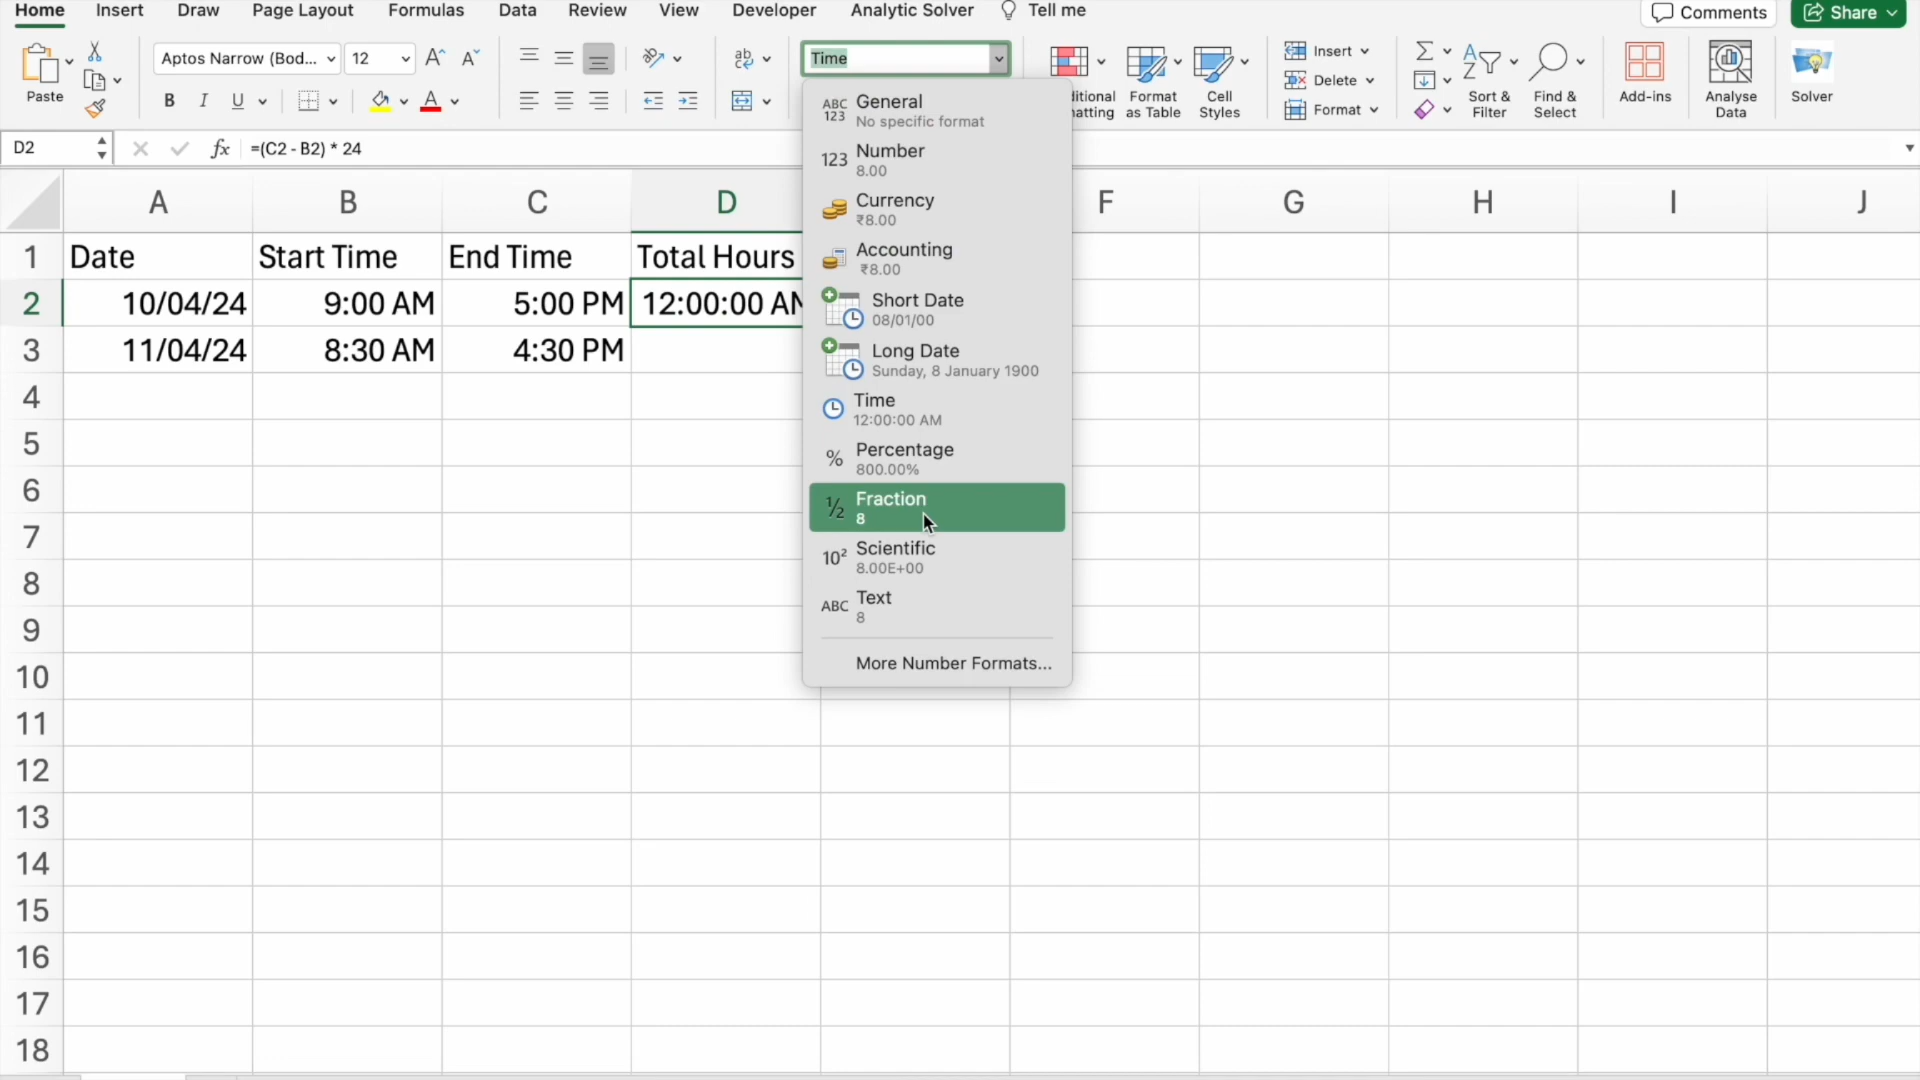 Home Insert Draw Page Layout Formulas Data Review View Developer Analytic Solver Tell me Comments Share
Paste
Aptos Narrow (Bod... 12 A A
B I U A
ab
Time
Format as Table
Cell Styles
Insert
Delete
Format
Sort & Filter
Find & Select
Add-ins
Analyse Data
Solver
D2 fx =(C2 - B2) * 24
ABC 123 General
No specific format
123 Number
8.00
Currency
₹8.00
Accounting
₹8.00
Short Date
08/01/00
Long Date
Sunday, 8 January 1900
Time
12:00:00 AM
% Percentage
800.00%
½ Fraction
8
10² Scientific
8.00E+00
ABC Text
8
More Number Formats...
A B C D F G H I J
1 Date Start Time End Time Total Hours
2 10/04/24 9:00 AM 5:00 PM 12:00:00
3 11/04/24 8:30 AM 4:30 PM
4
5
6
7
8
9
10
11
12
13
14
15
16
17
18